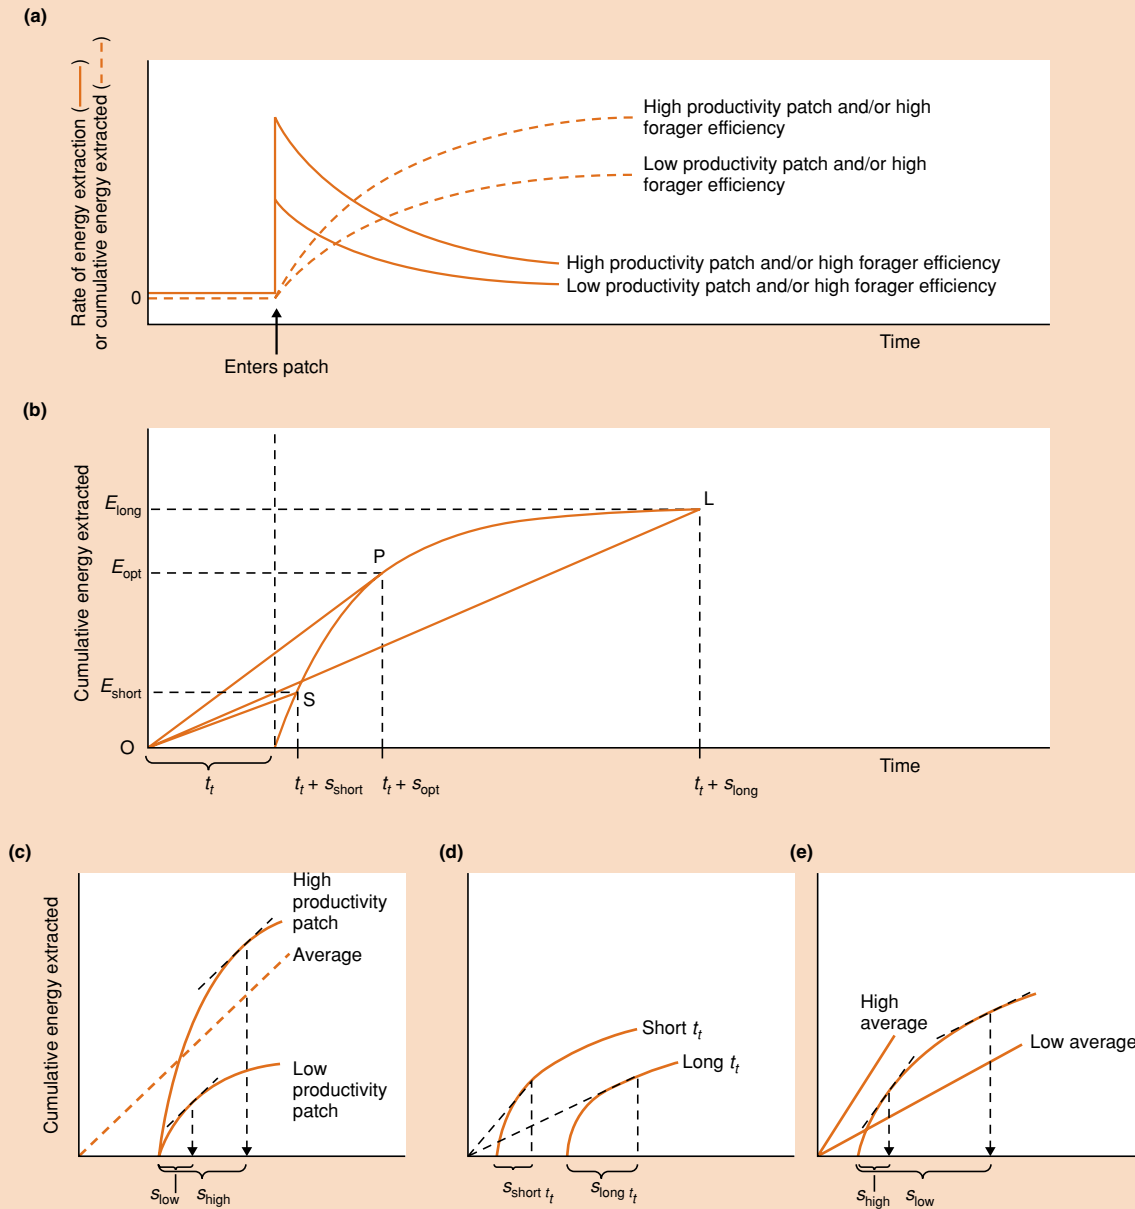 (a)
Rate of energy extraction (——)
or cumulative energy extracted (– – –)
High productivity patch and/or high
forager efficiency
Low productivity patch and/or high
forager efficiency
High productivity patch and/or high forager efficiency
Low productivity patch and/or high forager efficiency
0
Time
Enters patch
(b)
Cumulative energy extracted
E_long
L
P
E_opt
E_short
S
O
Time
t_t
t_t + s_short
t_t + s_opt
t_t + s_long
(c)
Cumulative energy extracted
High
productivity
patch
Average
Low
productivity
patch
s_low
s_high
(d)
Short t_t
Long t_t
s_short t_t
s_long t_t
(e)
High
average
Low average
s_high
s_low